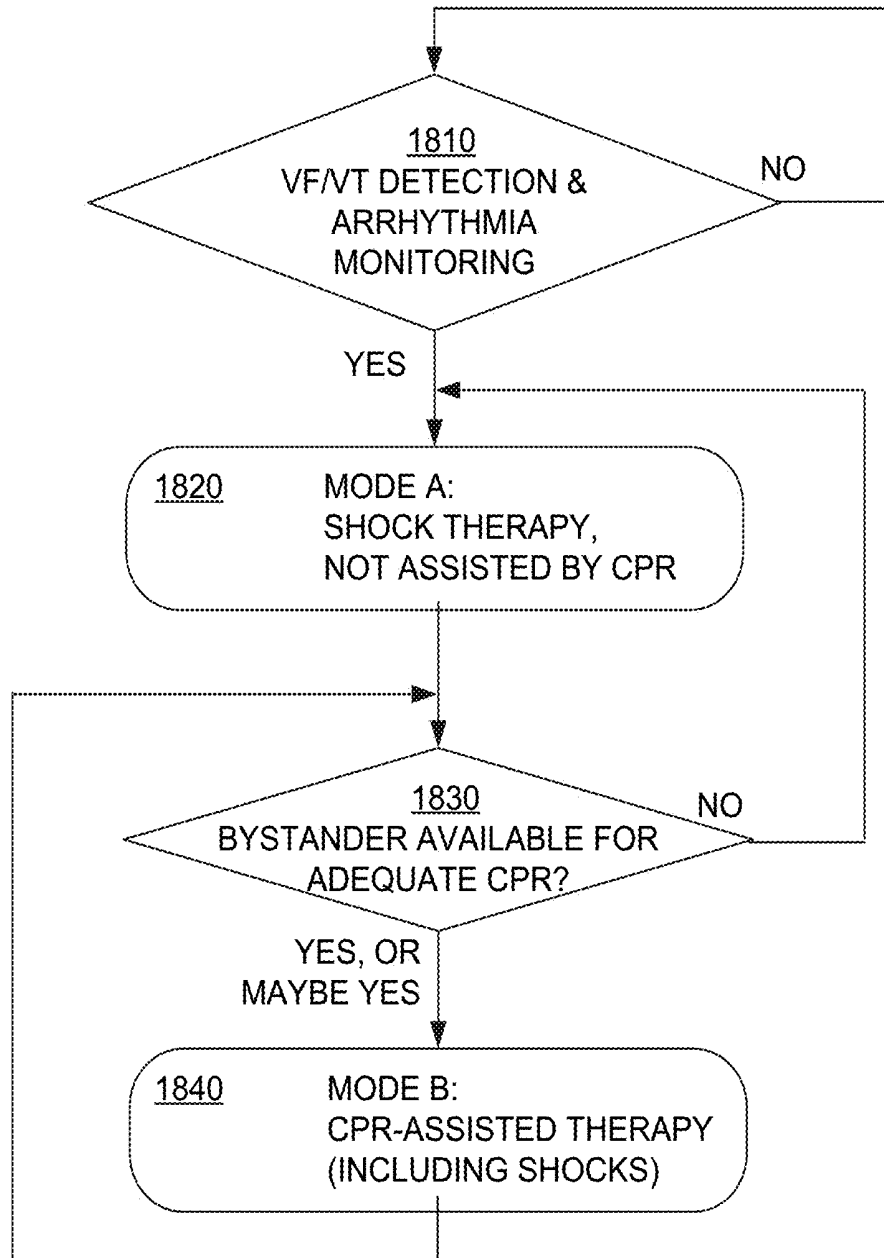 1810
VF/VT DETECTION &
ARRHYTHMIA
MONITORING
NO
YES
1820 MODE A:
SHOCK THERAPY,
NOT ASSISTED BY CPR
1830
NO
BYSTANDER AVAILABLE FOR
ADEQUATE CPR?
YES, OR
MAYBE YES
1840 MODE B:
CPR-ASSISTED THERAPY
(INCLUDING SHOCKS)